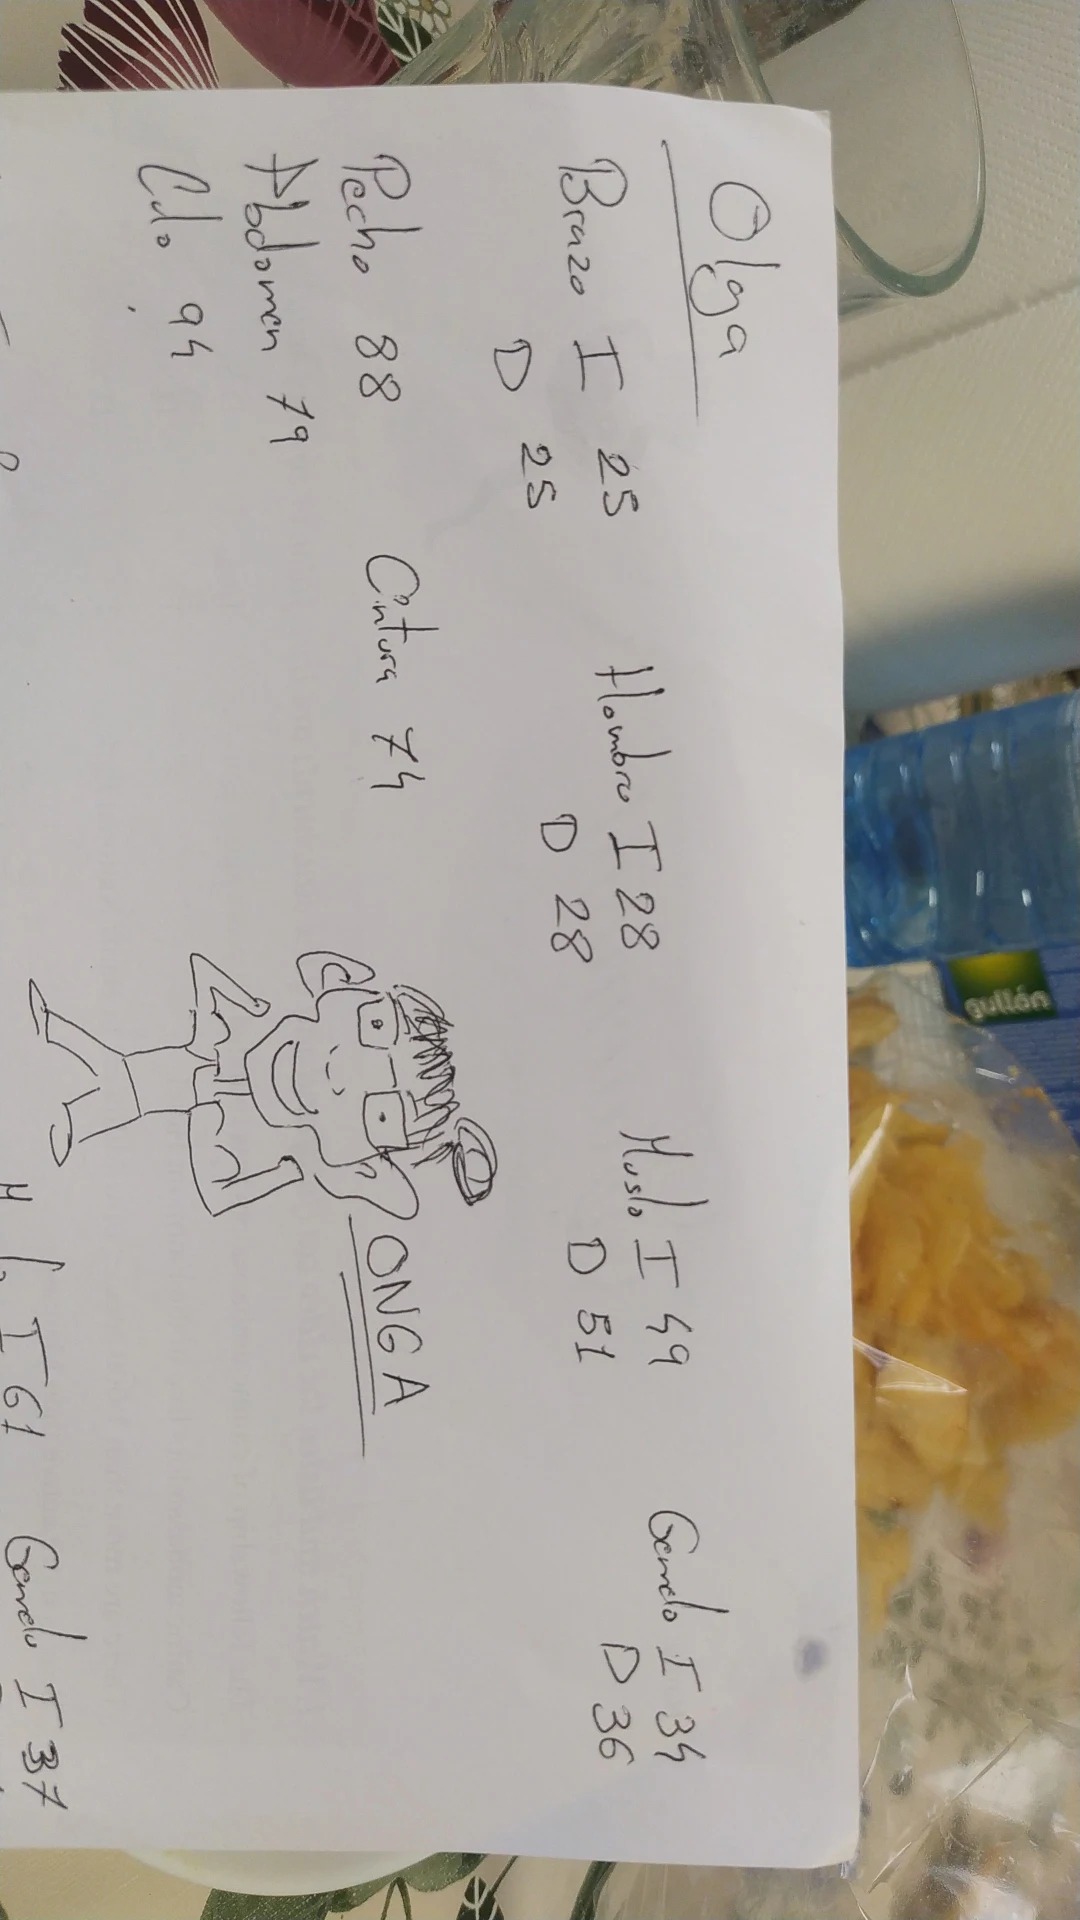 Olga
Brazo I 25 Hombro I 28 Muslo I 49 Gemelo I 34
D 25 D 28 D 51 D 36
Pecho 88 Cintura 74 ONGA
Abdomen 79
Culo 94
I 61 Gemelo I 37
gullón